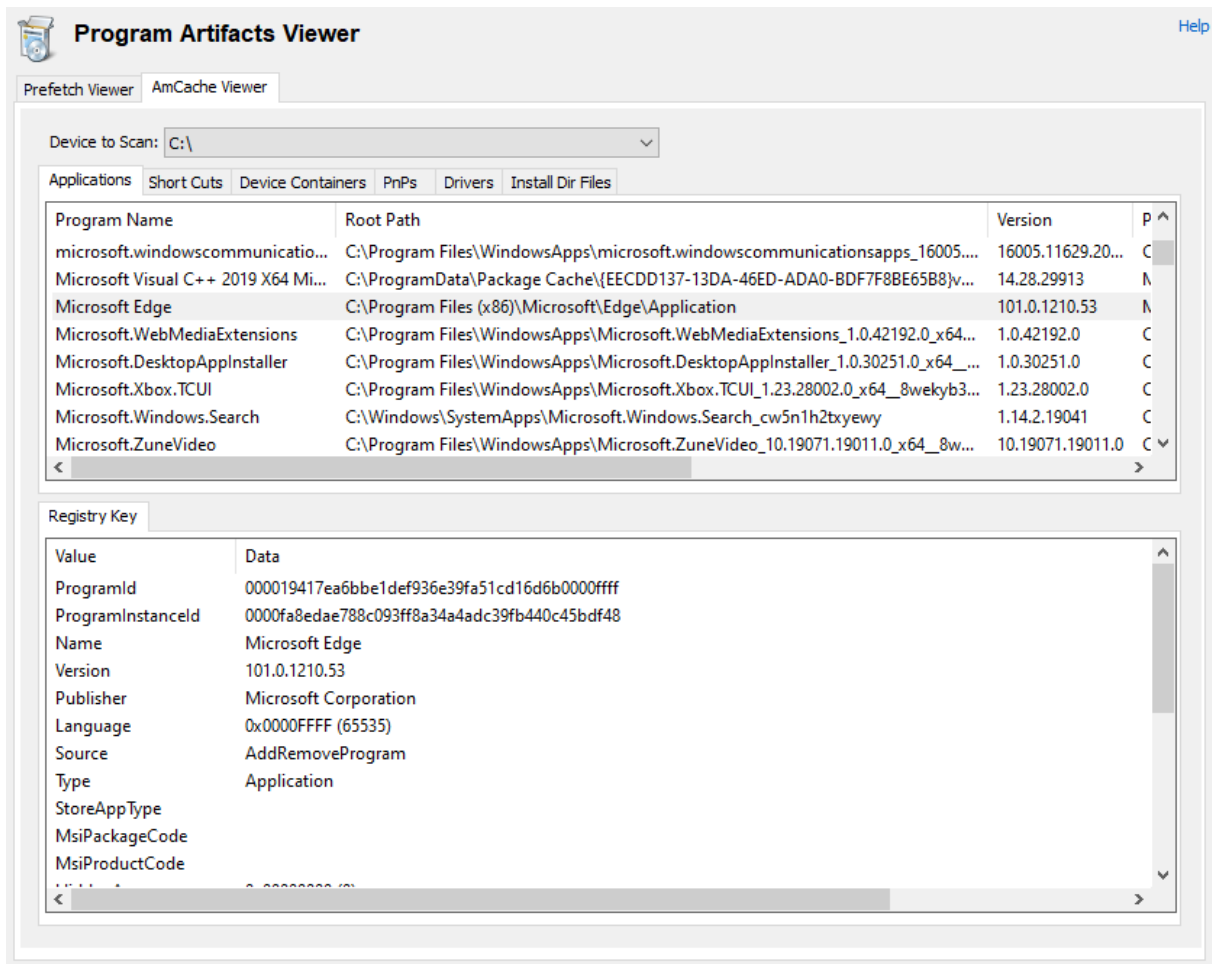 Program Artifacts Viewer Help
Prefetch Viewer AmCache Viewer
Device to Scan: C:\
Applications Short Cuts Device Containers PnPs Drivers Install Dir Files
Program Name Root Path Version P
microsoft.windowscommunicatio... C:\Program Files\WindowsApps\microsoft.windowscommunicationsapps_16005.... 16005.11629.20... C
Microsoft Visual C++ 2019 X64 Mi... C:\ProgramData\Package Cache\{EECDD137-13DA-46ED-ADA0-BDF7F8BE65B8}v... 14.28.29913 M
Microsoft Edge C:\Program Files (x86)\Microsoft\Edge\Application 101.0.1210.53 M
Microsoft.WebMediaExtensions C:\Program Files\WindowsApps\Microsoft.WebMediaExtensions_1.0.42192.0_x64... 1.0.42192.0 C
Microsoft.DesktopAppInstaller C:\Program Files\WindowsApps\Microsoft.DesktopAppInstaller_1.0.30251.0_x64__... 1.0.30251.0 C
Microsoft.Xbox.TCUI C:\Program Files\WindowsApps\Microsoft.Xbox.TCUI_1.23.28002.0_x64__8wekyb3... 1.23.28002.0 C
Microsoft.Windows.Search C:\Windows\SystemApps\Microsoft.Windows.Search_cw5n1h2txyewy 1.14.2.19041 C
Microsoft.ZuneVideo C:\Program Files\WindowsApps\Microsoft.ZuneVideo_10.19071.19011.0_x64__8w... 10.19071.19011.0 C
Registry Key
Value Data
ProgramId 000019417ea6bbe1def936e39fa51cd16d6b0000ffff
ProgramInstanceId 0000fa8edae788c093ff8a34a4adc39fb440c45bdf48
Name Microsoft Edge
Version 101.0.1210.53
Publisher Microsoft Corporation
Language 0x0000FFFF (65535)
Source AddRemoveProgram
Type Application
StoreAppType
MsiPackageCode
MsiProductCode